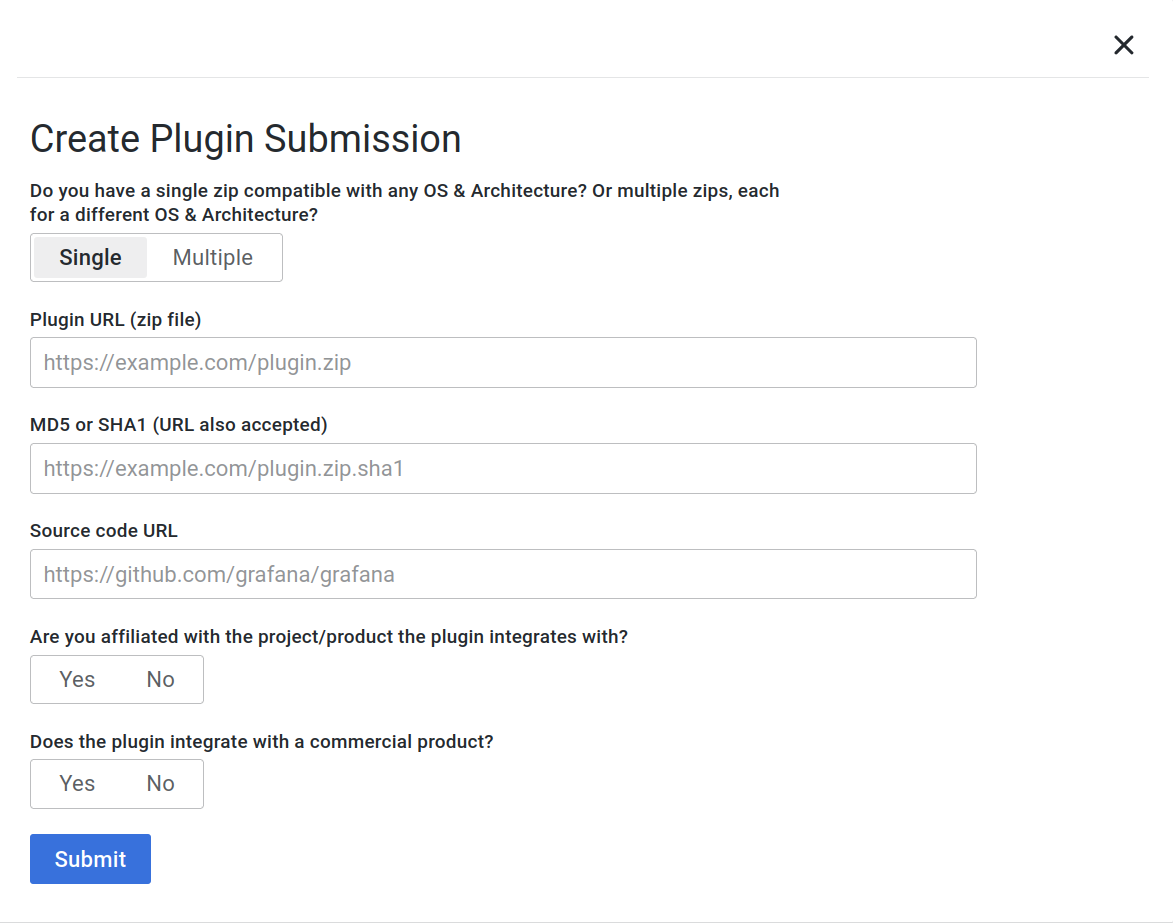 Create Plugin Submission
Do you have a single zip compatible with any OS & Architecture? Or multiple zips, each
for a different OS & Architecture?
Single Multiple
Plugin URL (zip file)
https://example.com/plugin.zip
MD5 or SHA1 (URL also accepted)
https://example.com/plugin.zip.sha1
Source code URL
https://github.com/grafana/grafana
Are you affiliated with the project/product the plugin integrates with?
Yes No
Does the plugin integrate with a commercial product?
Yes No
Submit